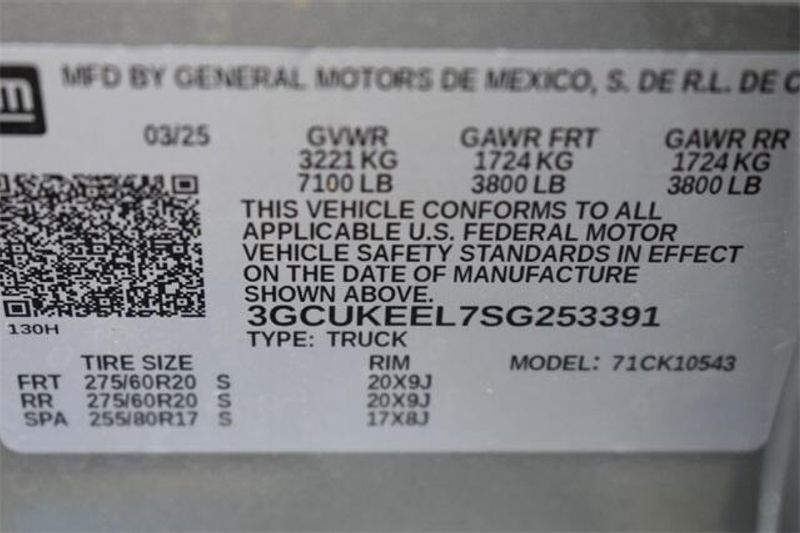 gm
MFD BY GENERAL MOTORS DE MEXICO, S. DE R.L. DE C
03/25 GVWR GAWR FRT GAWR RR
3221 KG 1724 KG 1724 KG
7100 LB 3800 LB 3800 LB
THIS VEHICLE CONFORMS TO ALL
APPLICABLE U.S. FEDERAL MOTOR
VEHICLE SAFETY STANDARDS IN EFFECT
ON THE DATE OF MANUFACTURE
SHOWN ABOVE.
3GCUKEEL7SG253391
130H
TYPE: TRUCK
TIRE SIZE RIM MODEL: 71CK10543
FRT 275/60R20 S 20X9J
RR 275/60R20 S 20X9J
SPA 255/80R17 S 17X8J